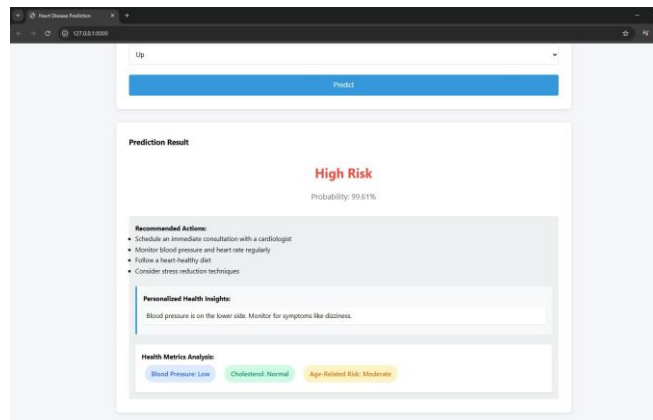 Heart Disease Prediction
127.0.0.1:8000
Up
Predict
Prediction Result
High Risk
Probability: 99.61%
Recommended Actions:
Schedule an immediate consultation with a cardiologist
Monitor blood pressure and heart rate regularly
Follow a heart-healthy diet
Consider stress reduction techniques
Personalized Health Insights:
Blood pressure is on the lower side. Monitor for symptoms like dizziness.
Health Metrics Analysis:
Blood Pressure: Low Cholesterol: Normal Age-Related Risk: Moderate